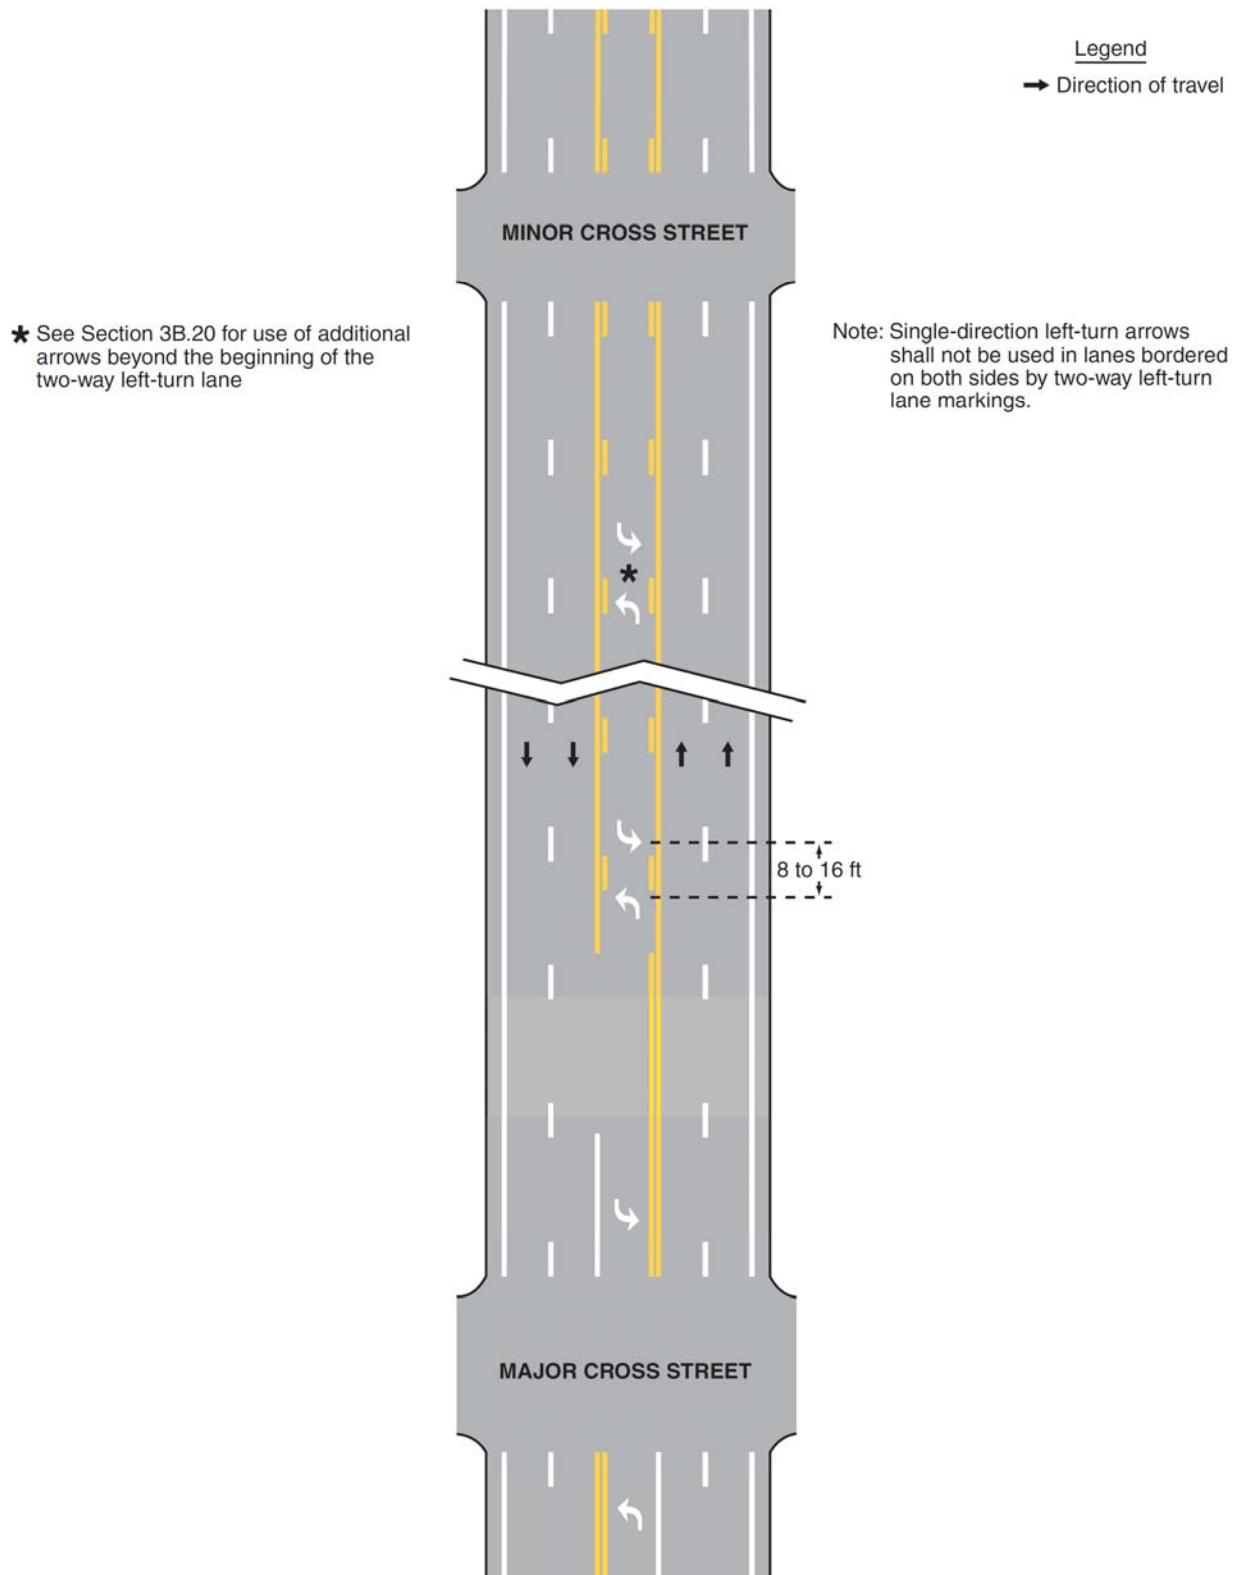 Legend
Direction of travel
MINOR CROSS STREET
* See Section 3B.20 for use of additional
arrows beyond the beginning of the
two-way left-turn lane
Note: Single-direction left-turn arrows
shall not be used in lanes bordered
on both sides by two-way left-turn
lane markings.
*
8 to 16 ft
MAJOR CROSS STREET